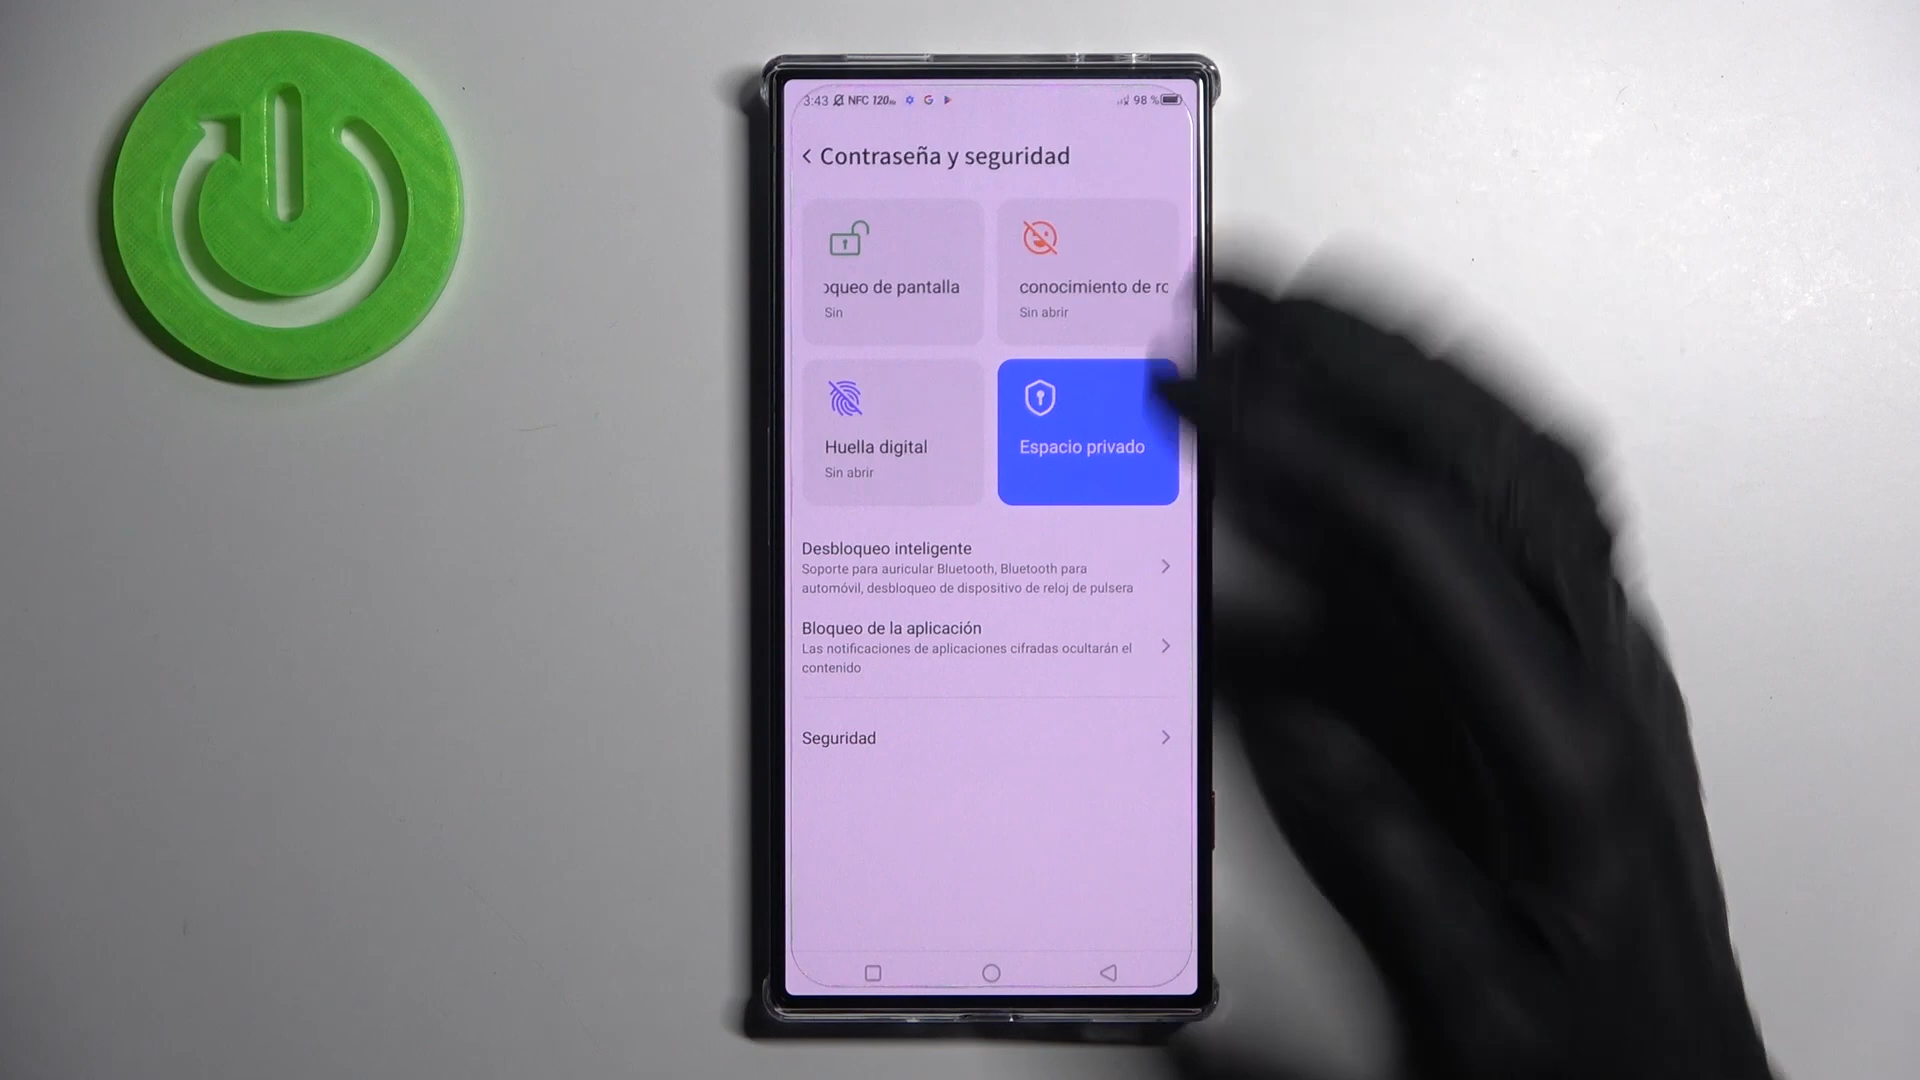 3:43 NFC 120Hz G 98 %
Contraseña y seguridad
oqueo de pantalla
Sin
conocimiento de ro
Sin abrir
Huella digital
Sin abrir
Espacio privado
Desbloqueo inteligente
Soporte para auricular Bluetooth, Bluetooth para
automóvil, desbloqueo de dispositivo de reloj de pulsera
Bloqueo de la aplicación
Las notificaciones de aplicaciones cifradas ocultarán el
contenido
Seguridad